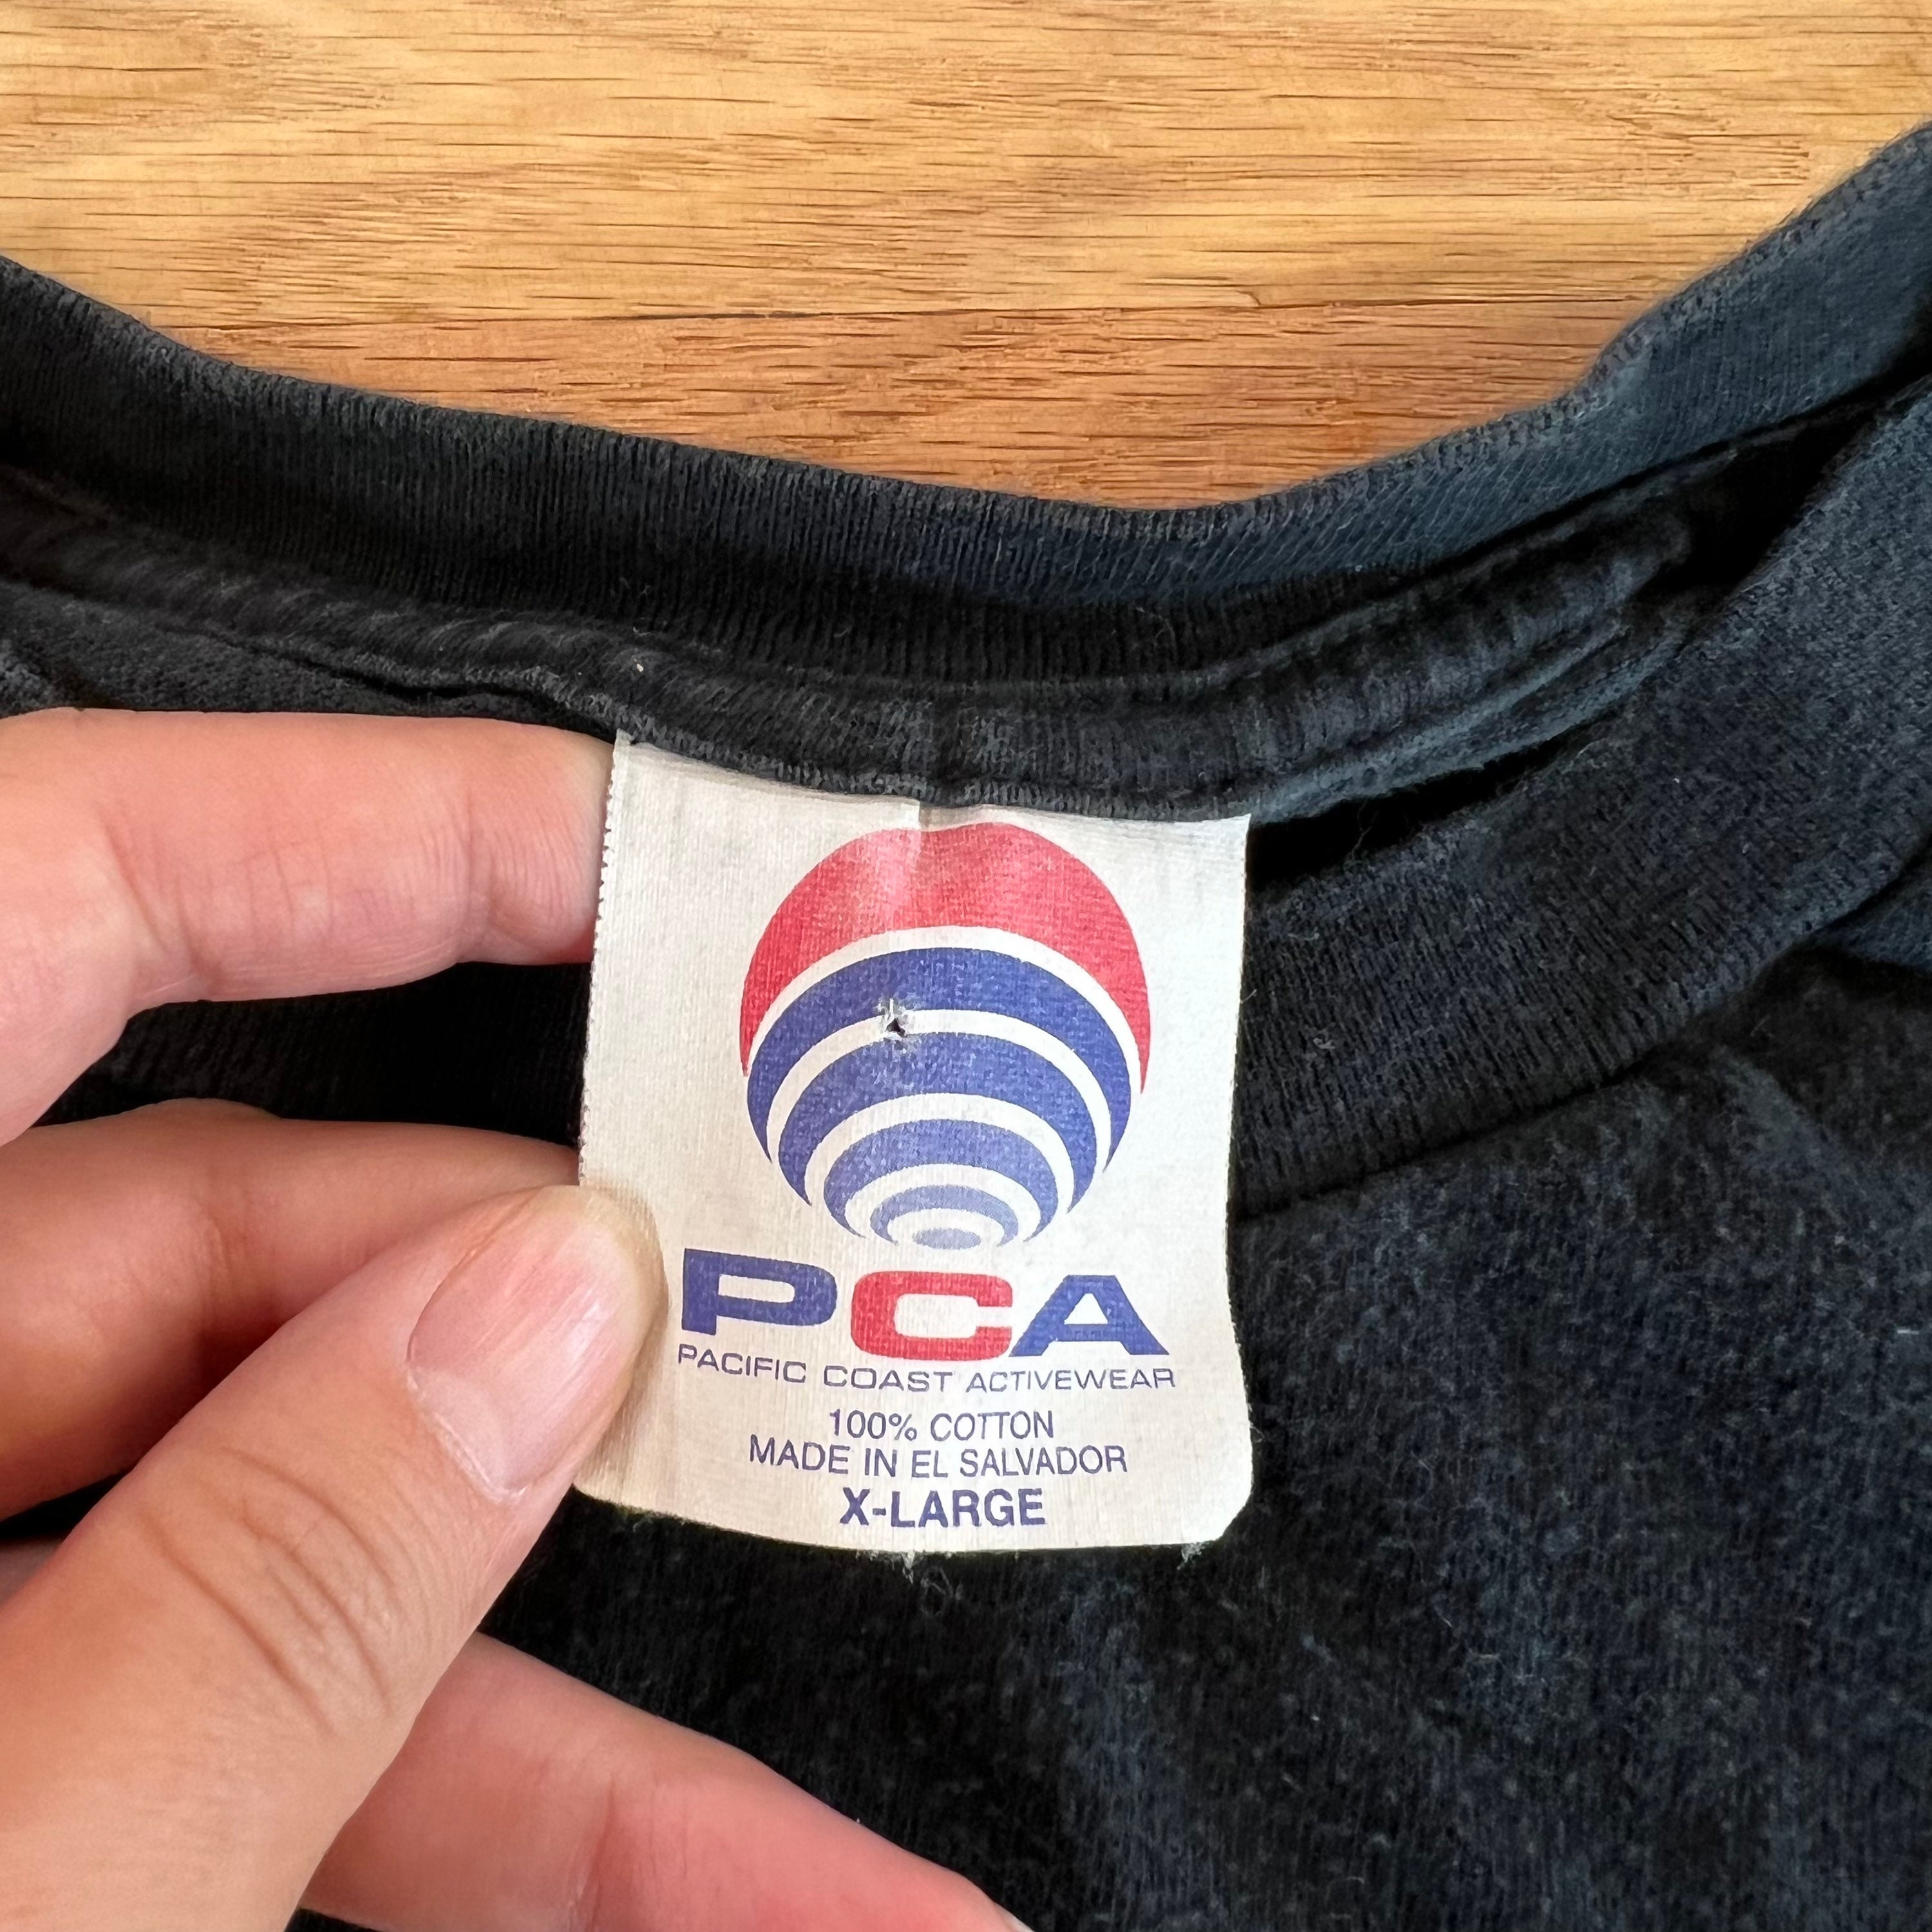 PCA
PACIFIC COAST ACTIVEWEAR
100% COTTON
MADE IN EL SALVADOR
X-LARGE